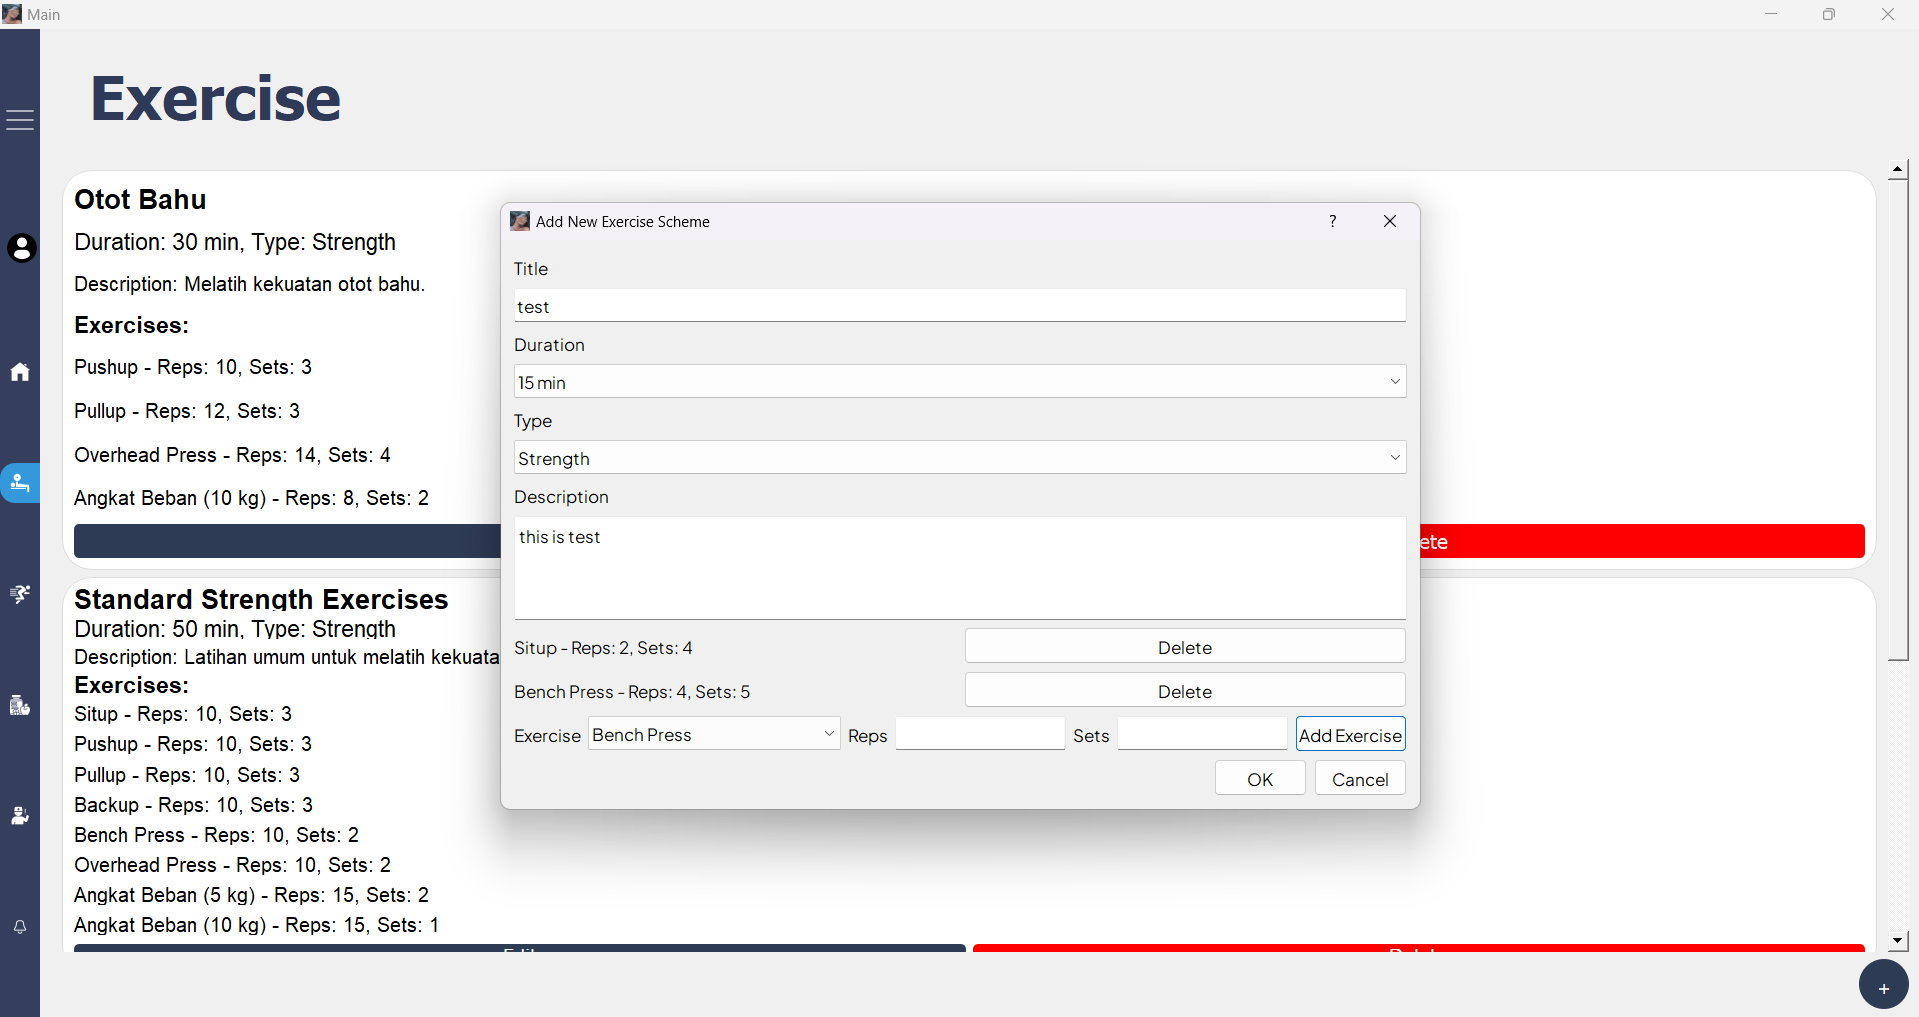 Main
Exercise
Otot Bahu
Duration: 30 min, Type: Strength
Description: Melatih kekuatan otot bahu.
Exercises:
Pushup - Reps: 10, Sets: 3
Pullup - Reps: 12, Sets: 3
Overhead Press - Reps: 14, Sets: 4
Angkat Beban (10 kg) - Reps: 8, Sets: 2
ete
Standard Strength Exercises
Duration: 50 min, Type: Strength
Description: Latihan umum untuk melatih kekuata
Exercises:
Situp - Reps: 10, Sets: 3
Pushup - Reps: 10, Sets: 3
Pullup - Reps: 10, Sets: 3
Backup - Reps: 10, Sets: 3
Bench Press - Reps: 10, Sets: 2
Overhead Press - Reps: 10, Sets: 2
Angkat Beban (5 kg) - Reps: 15, Sets: 2
Angkat Beban (10 kg) - Reps: 15, Sets: 1
Add New Exercise Scheme ?
Title
test
Duration
15 min
Type
Strength
Description
this is test
Situp - Reps: 2, Sets: 4 Delete
Bench Press - Reps: 4, Sets: 5 Delete
Exercise Bench Press Reps Sets Add Exercise
OK Cancel
+